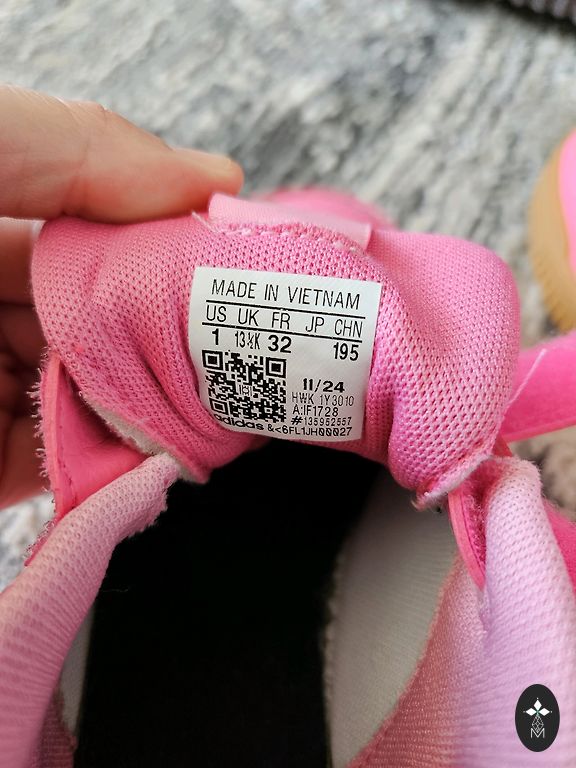 MADE IN VIETNAM
US UK FR JP CHN
1 13½K 32 195
11/24
HWK 1Y3010
A:IF1728
#135952557
adidas &<6FL1JH00027
M